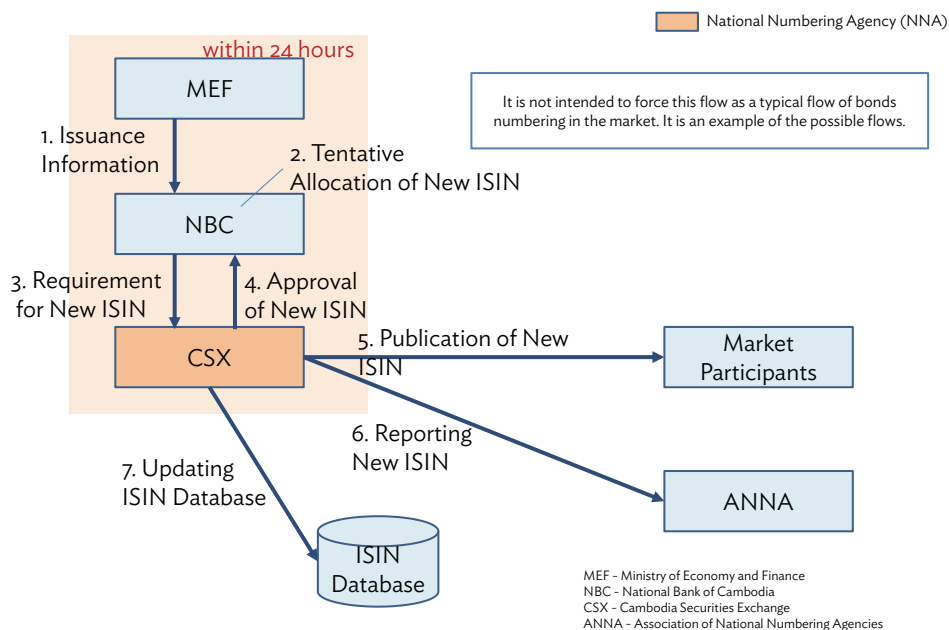 National Numbering Agency (NNA)
within 24 hours
MEF
It is not intended to force this flow as a typical flow of bonds
numbering in the market. It is an example of the possible flows.
1. Issuance
Information
2. Tentative
Allocation of New ISIN
NBC
3. Requirement
for New ISIN
4. Approval
of New ISIN
CSX
5. Publication of New
ISIN
Market
Participants
6. Reporting
New ISIN
7. Updating
ISIN Database
ANNA
ISIN
Database
MEF - Ministry of Economy and Finance
NBC - National Bank of Cambodia
CSX - Cambodia Securities Exchange
ANNA - Association of National Numbering Agencies